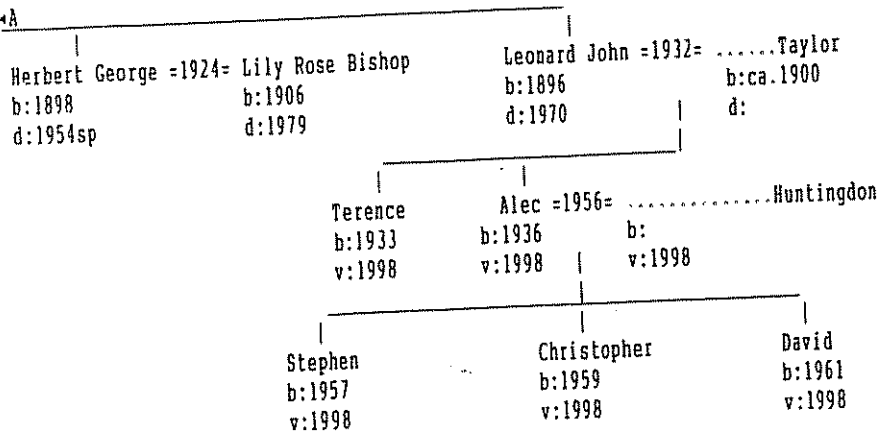 ◂A
Herbert George =1924= Lily Rose Bishop Leonard John =1932= ......Taylor
b:1898 b:1906 b:1896 b:ca.1900
d:1954sp d:1979 d:1970 d:
Terence Alec =1956= ...............Huntingdon
b:1933 b:1936 b:
v:1998 v:1998 v:1998
Stephen Christopher David
b:1957 b:1959 b:1961
v:1998 v:1998 v:1998